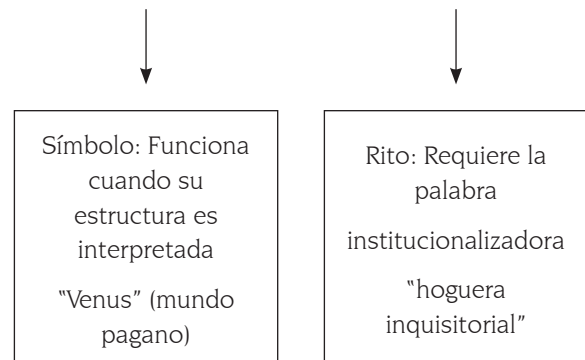 Símbolo: Funciona
cuando su
estructura es
interpretada
“Venus” (mundo
pagano)
Rito: Requiere la
palabra
institucionalizadora
“hoguera
inquisitorial”